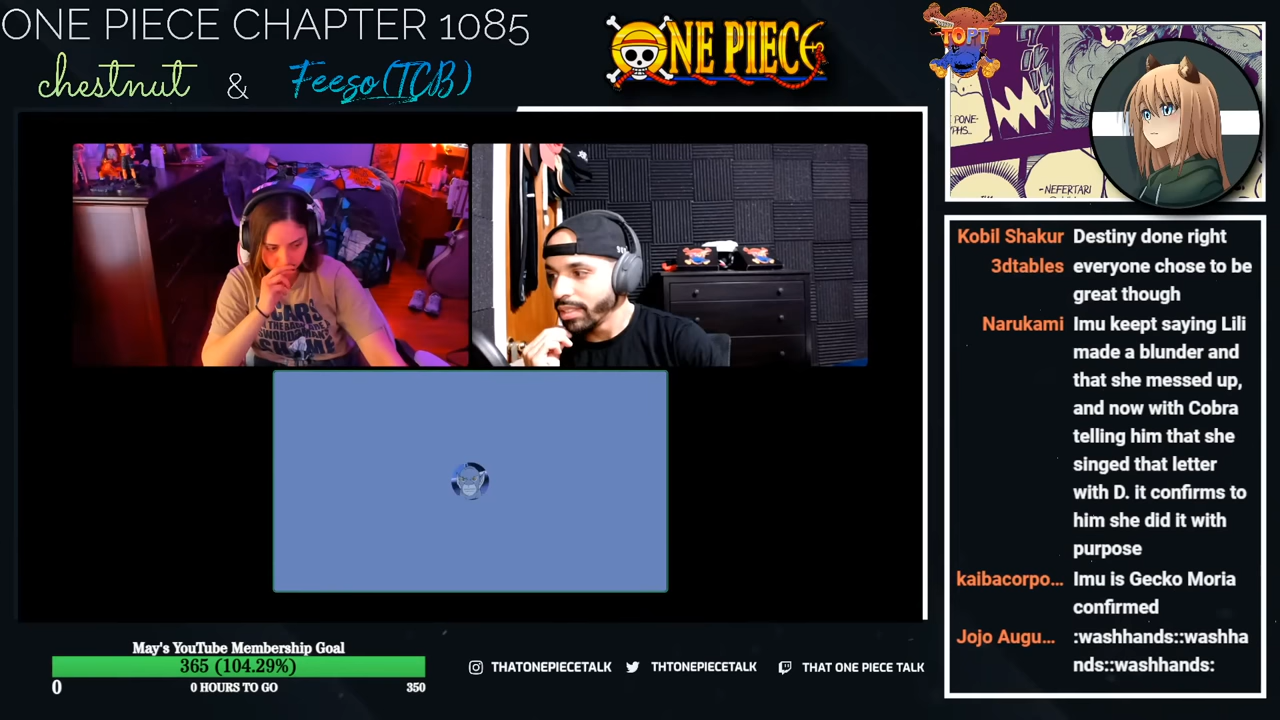 ONE PIECE CHAPTER 1085
chestnut & Feeso(TCB)
ONE PIECE
TOPT
PONE-
PHS...
-NEFERTARI
Kobil Shakur Destiny done right
3dtables everyone chose to be
great though
Narukami Imu keept saying Lili
made a blunder and
that she messed up,
and now with Cobra
telling him that she
singed that letter
with D. it confirms to
him she did it with
purpose
kaibacorpo... Imu is Gecko Moria
confirmed
Jojo Augu... :washhands::washha
nds::washhands:
May's YouTube Membership Goal
365 (104.29%)
0 0 HOURS TO GO 350
THATONEPIECETALK THTONEPIECETALK THAT ONE PIECE TALK